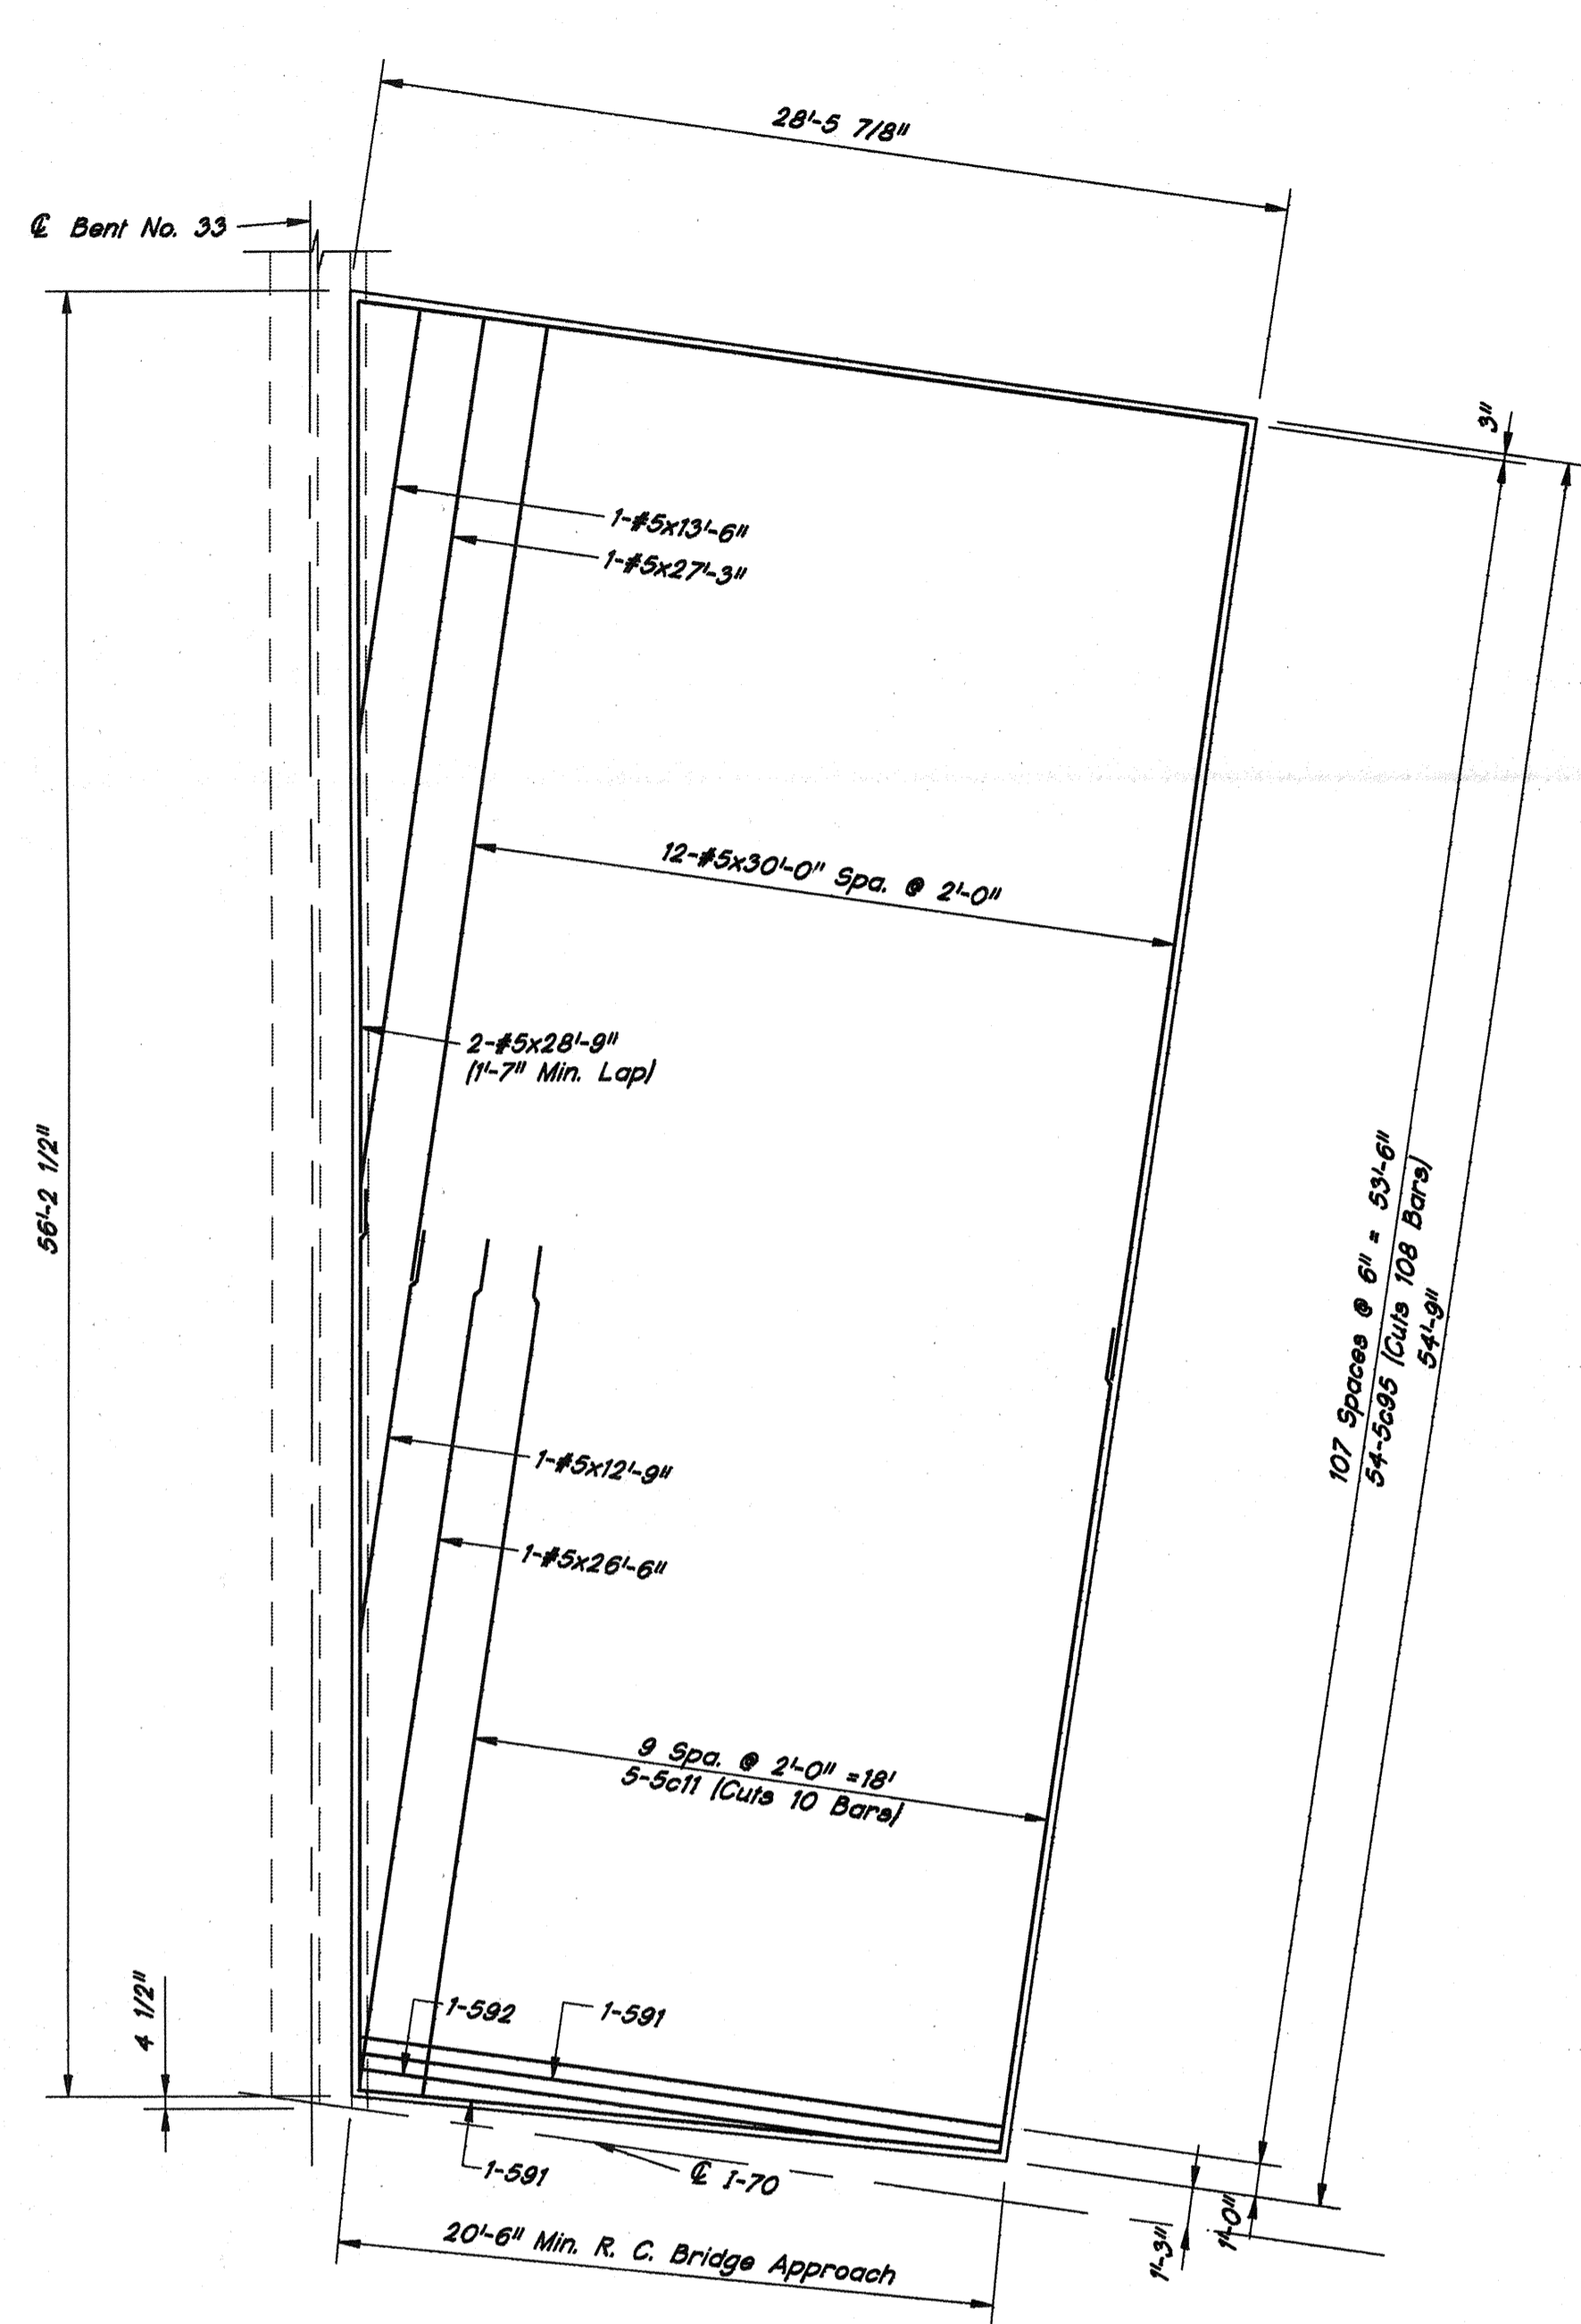 28'-5 7/8"
℄ Bent No. 33
3"
1-#5x13'-6"
1-#5x27'-3"
12-#5x30'-0" Spa. @ 2'-0"
2-#5x28'-9"
(1'-7" Min. Lap)
56'-2 1/2"
107 Spaces @ 6" = 53'-6"
54-5c95 (Cuts 108 Bars)
54'-9"
1-#5x12'-9"
1-#5x26'-6"
9 Spa. @ 2'-0" =18'
5-5c11 (Cuts 10 Bars)
4 1/2"
1-592
1-591
1-591
℄ I-70
1'-3"
1'-0"
20'-6" Min. R. C. Bridge Approach